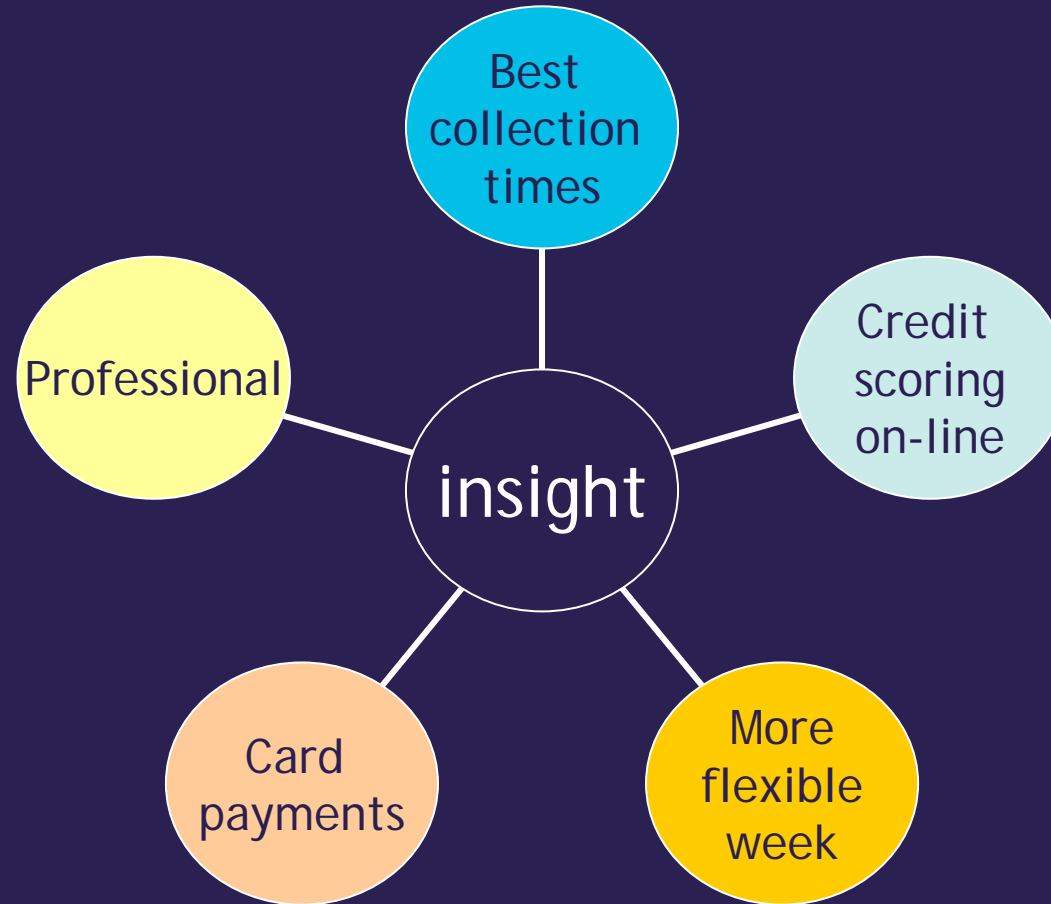 Best
collection
times
Credit
scoring
on-line
Professional
insight
More
flexible
week
Card
payments